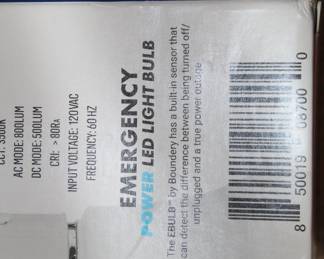 CCT: 3500K
AC MODE: 800LUM
DC MODE: 500LUM
CRI: > 80RA
INPUT VOLTAGE: 120VAC
FREQUENCY: 60 HZ
EMERGENCY
POWER LED LIGHT BULB
The EBULB™ by Boundery has a built-in sensor that
can detect the difference between being turned off/
unplugged and a true power outage
8 50019 08700 0